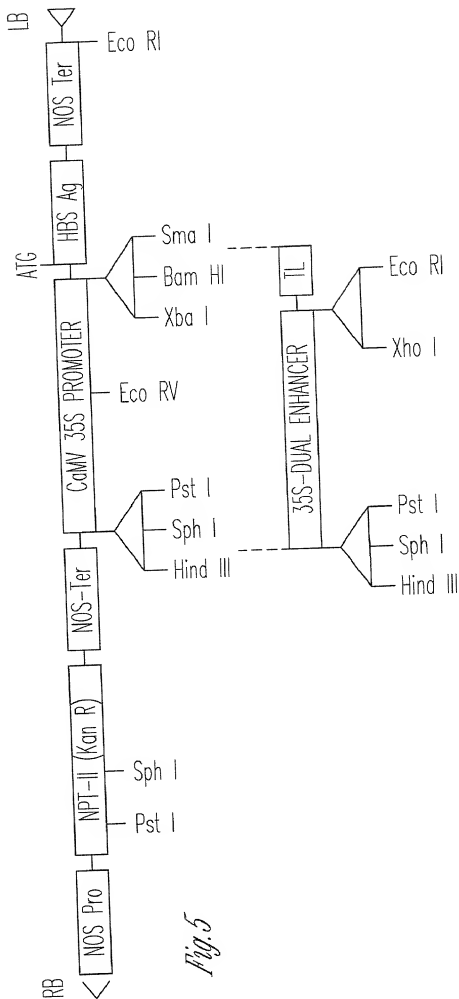 RB
NOS Pro
NPT-II (Kan R)
Pst I
Sph I
NOS-Ter
Hind III
Sph I
Pst I
CaMV 35S PROMOTER
Eco RV
ATG
Xba I
Bam HI
Sma I
HBS Ag
NOS Ter
Eco RI
LB
35S-DUAL ENHANCER
TL
Hind III
Sph I
Pst I
Xho I
Eco RI
Fig.5